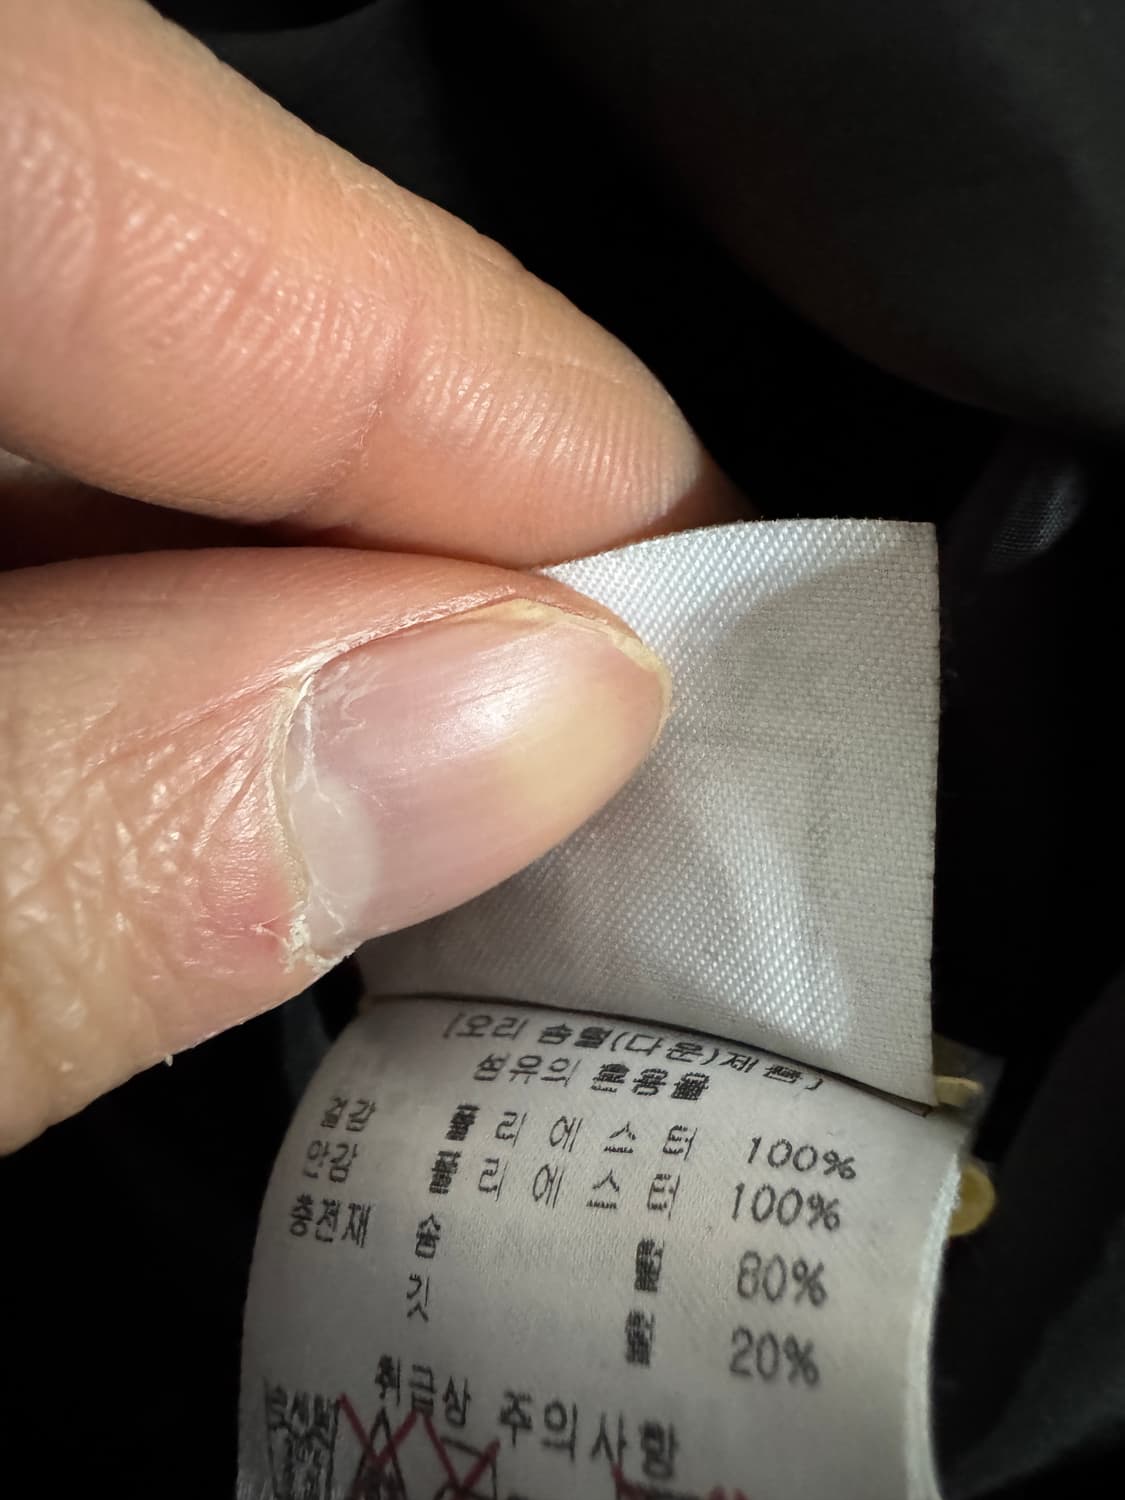 [오리 솜털(다운)제품]
섬유의 혼용율
겉감 폴리에스터 100%
안감 폴리에스터 100%
충전재 솜 털 80%
깃 털 20%
취급상 주의사항